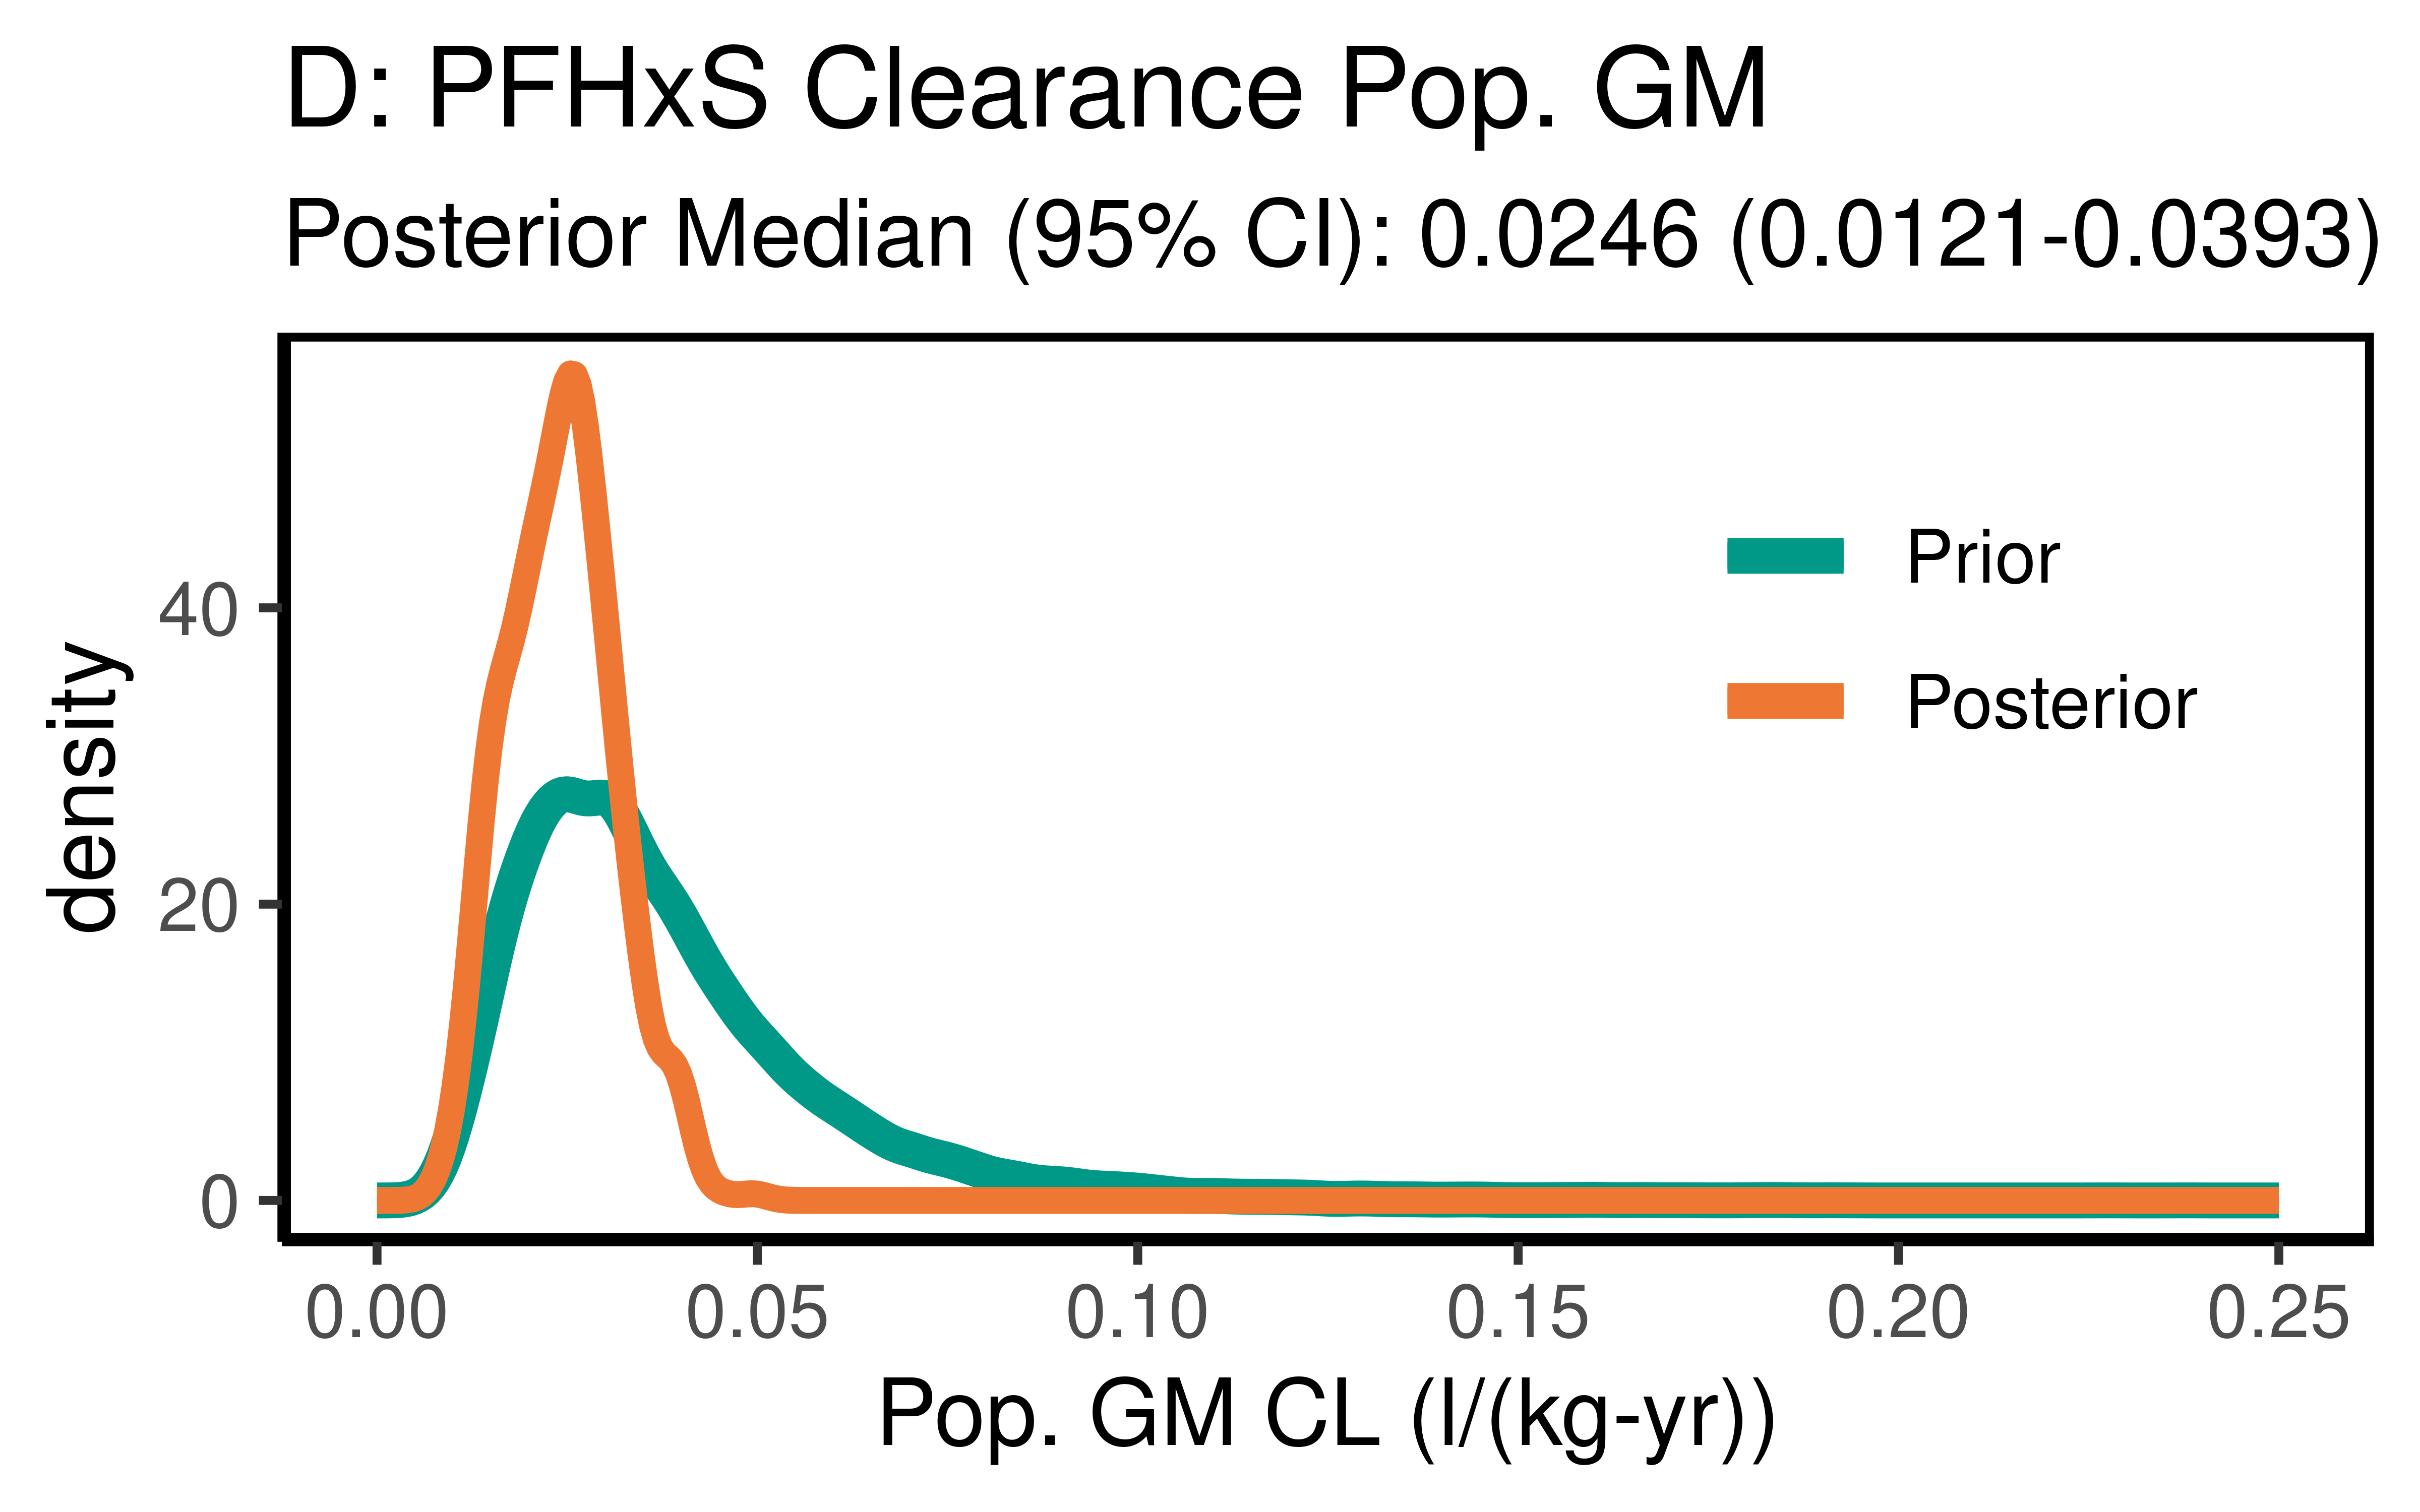 D: PFHxS Clearance Pop. GM
Posterior Median (95% CI): 0.0246 (0.0121-0.0393)
density
40
20
0
Prior
Posterior
0.00 0.05 0.10 0.15 0.20 0.25
Pop. GM CL (l/(kg-yr))